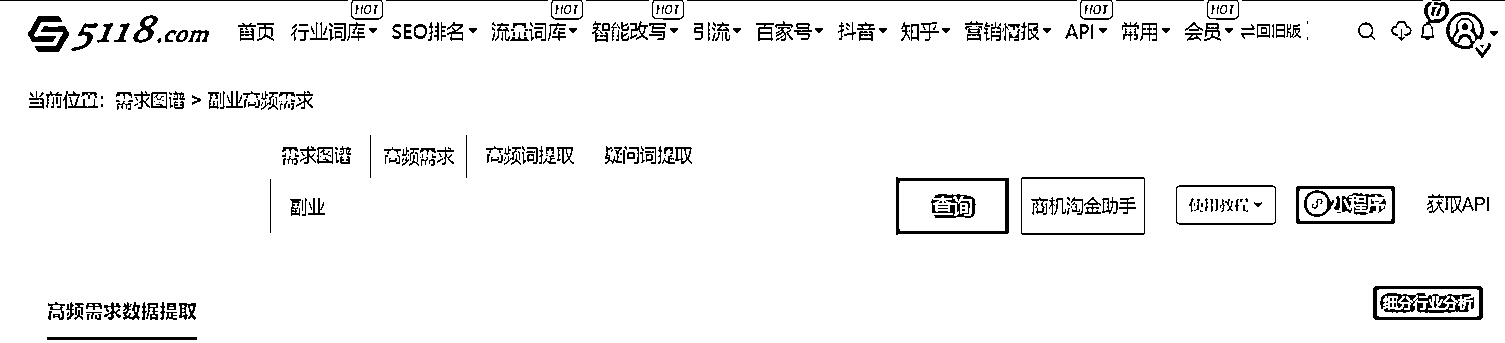 HOT HOT HOT HOT HOT 77
5118.com 首页 行业词库 SEO排名 流量词库 智能改写 引流 百家号 抖音 知乎 营销情报 API 常用 会员 回旧版
当前位置：需求图谱 > 副业高频需求
需求图谱 高频需求 高频词提取 疑问词提取
副业 查询 商机淘金助手 使用教程 小程序 获取API
高频需求数据提取 细分行业分析